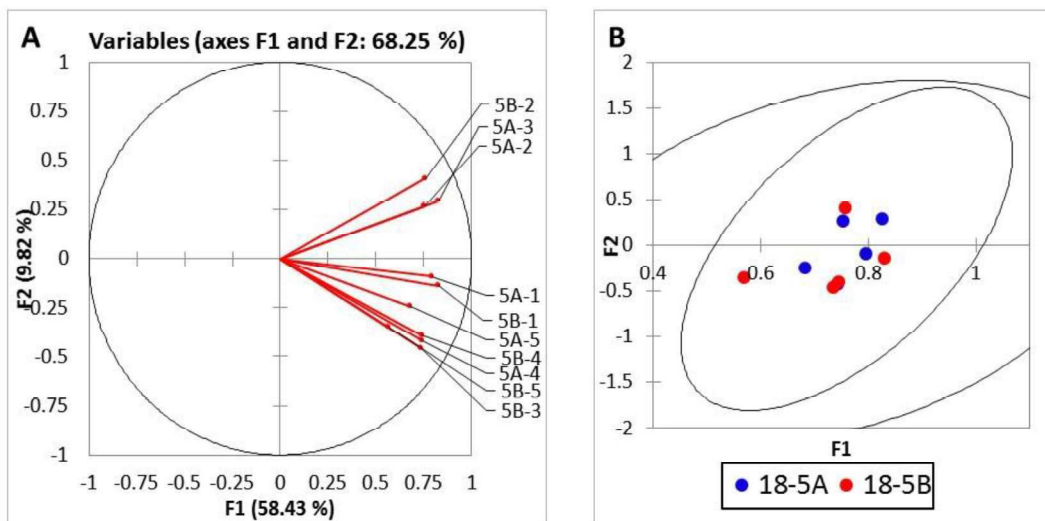 A
Variables (axes F1 and F2: 68.25 %)
1
0.75
0.5
0.25
0
-0.25
-0.5
-0.75
-1
F2 (9.82 %)
-1 -0.75 -0.5 -0.25 0 0.25 0.5 0.75 1
F1 (58.43 %)
5B-2
5A-3
5A-2
5A-1
5B-1
5A-5
5B-4
5A-4
5B-5
5B-3
B
2
1.5
1
0.5
0
-0.5
-1
-1.5
-2
F2
0.4 0.6 0.8 1
F1
18-5A 18-5B